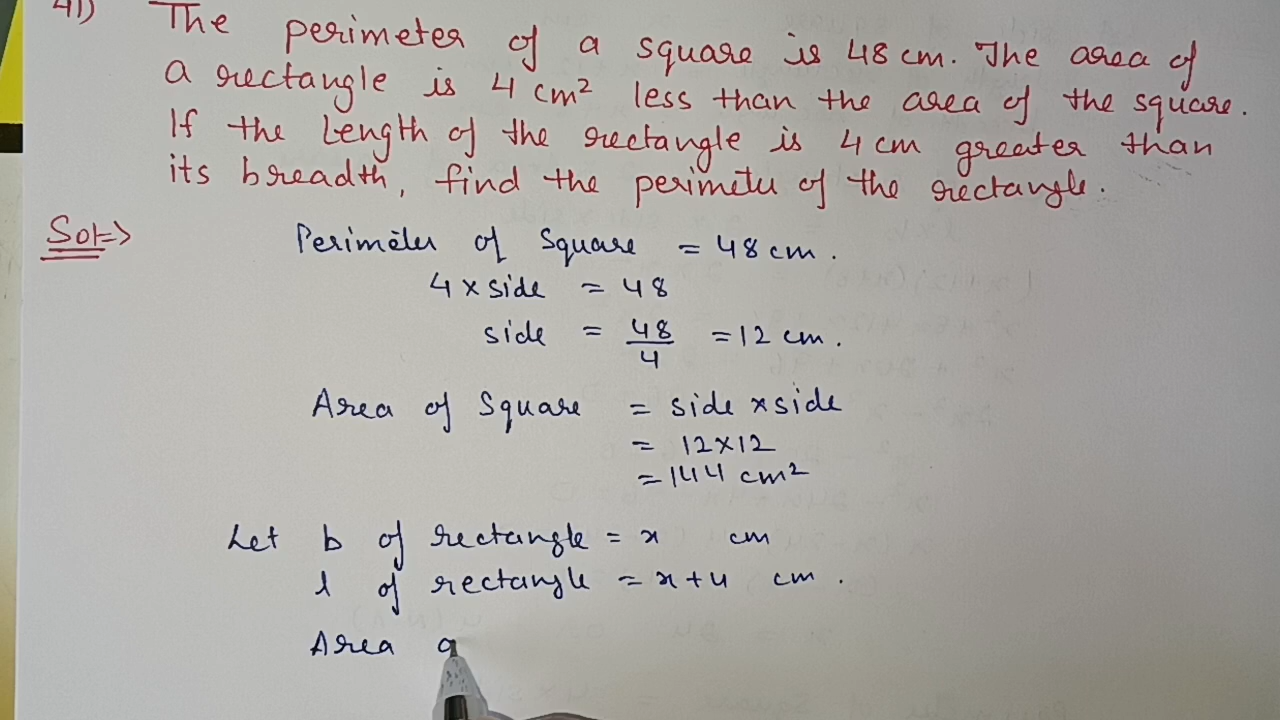 41) The perimeter of a square is 48 cm. The area of
a rectangle is 4 cm² less than the area of the square.
If the length of the rectangle is 4 cm greater than
its breadth, find the perimeter of the rectangle.
Sol=>
Perimeter of Square = 48 cm.
4 x side = 48
side = 48/4 = 12 cm.
Area of Square = side x side
= 12x12
= 144 cm²
Let b of rectangle = x cm
l of rectangle = x+4 cm.
Area